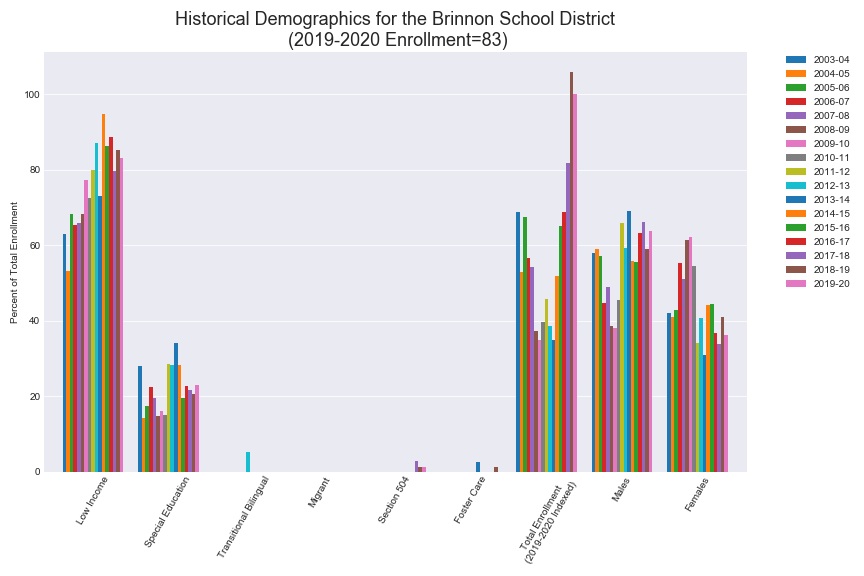 Historical Demographics for the Brinnon School District
(2019-2020 Enrollment=83)
Percent of Total Enrollment
100
80
60
40
20
0
Low Income
Special Education
Transitional Bilingual
Migrant
Section 504
Foster Care
Total Enrollment
(2019-2020 Indexed)
Males
Females
2003-04
2004-05
2005-06
2006-07
2007-08
2008-09
2009-10
2010-11
2011-12
2012-13
2013-14
2014-15
2015-16
2016-17
2017-18
2018-19
2019-20